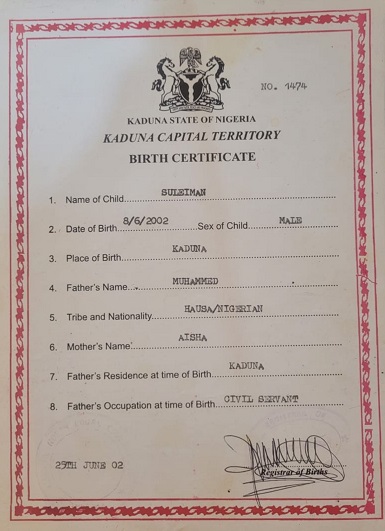 NO. 1474
KADUNA STATE OF NIGERIA
KADUNA CAPITAL TERRITORY
BIRTH CERTIFICATE
1. Name of Child SULEIMAN
2. Date of Birth 8/6/2002 Sex of Child MALE
3. Place of Birth KADUNA
4. Father's Name MUHAMMED
5. Tribe and Nationality HAUSA/NIGERIAN
6. Mother's Name AISHA
7. Father's Residence at time of Birth KADUNA
8. Father's Occupation at time of Birth CIVIL SERVANT
25TH JUNE 02
Registrar of Births